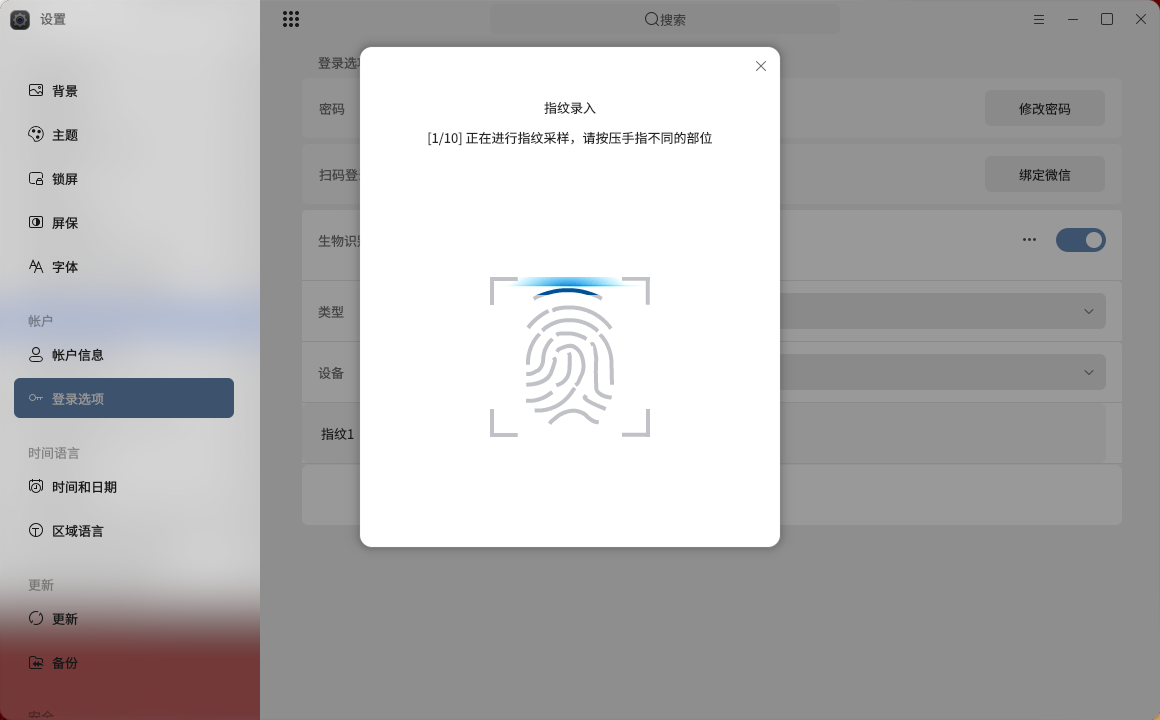 设置
搜索
背景
主题
锁屏
屏保
字体
帐户
帐户信息
登录选项
时间语言
时间和日期
区域语言
更新
更新
备份
安全
登录选
密码
修改密码
扫码登
绑定微信
生物识
类型
设备
指纹1
指纹录入
[1/10] 正在进行指纹采样，请按压手指不同的部位